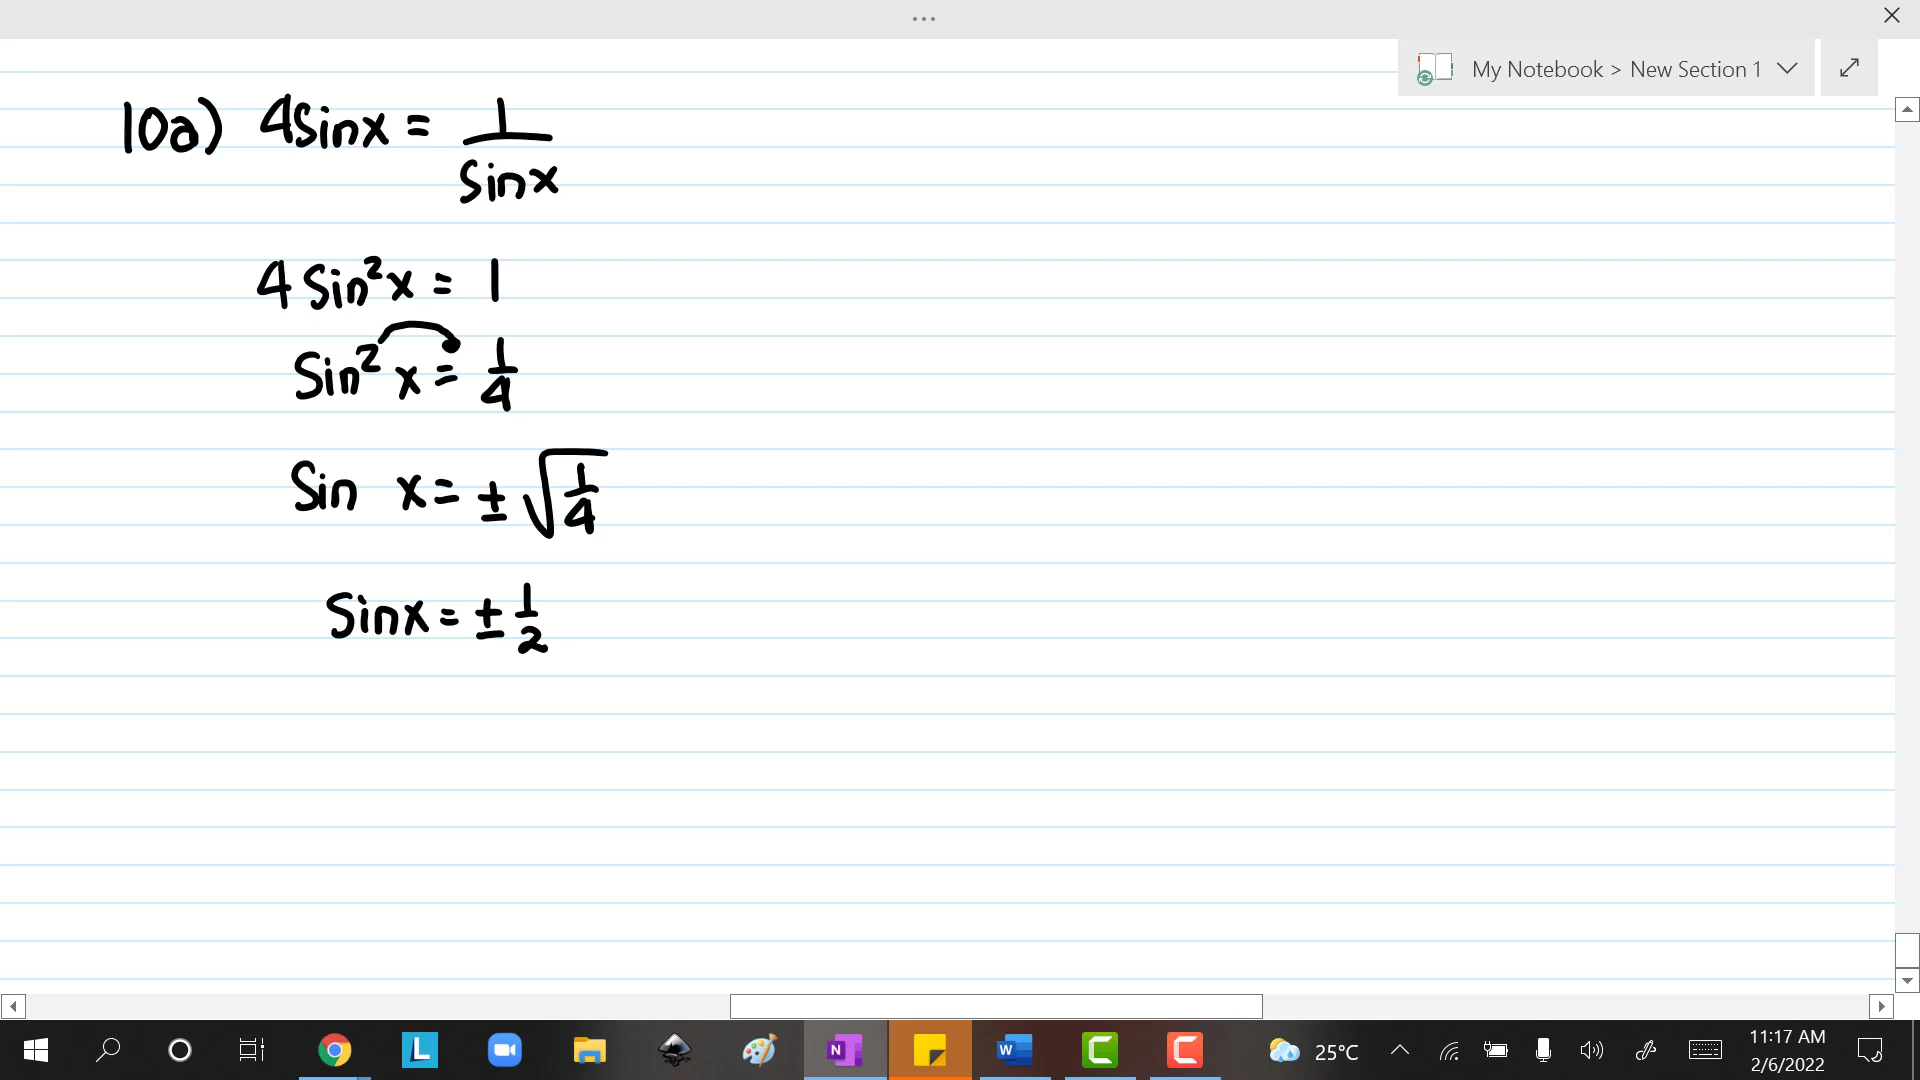 ...
My Notebook > New Section 1
10a) 4Sinx = 1/Sinx
4Sin²x = 1
Sin²x = 1/4
Sin x = ± √1/4
Sinx = ± 1/2
25°C
11:17 AM
2/6/2022